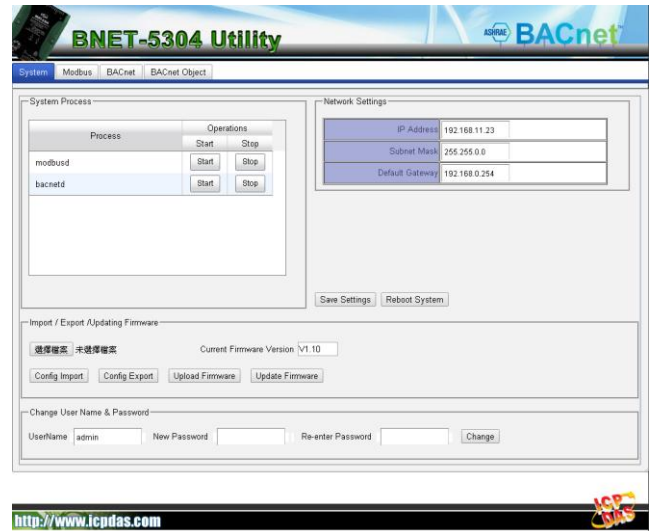 BNET-5304 Utility
ASHRAE BACnet™
System Modbus BACnet BACnet Object
System Process
Process Operations
Start Stop
modbusd Start Stop
bacnetd Start Stop
Network Settings
IP Address 192.168.11.23
Subnet Mask 255.255.0.0
Default Gateway 192.168.0.254
Save Settings Reboot System
Import / Export /Updating Firmware
選擇檔案 未選擇檔案 Current Firmware Version V1.10
Config Import Config Export Upload Firmware Update Firmware
Change User Name & Password
UserName admin New Password Re-enter Password Change
http://www.icpdas.com
ICP
DAS